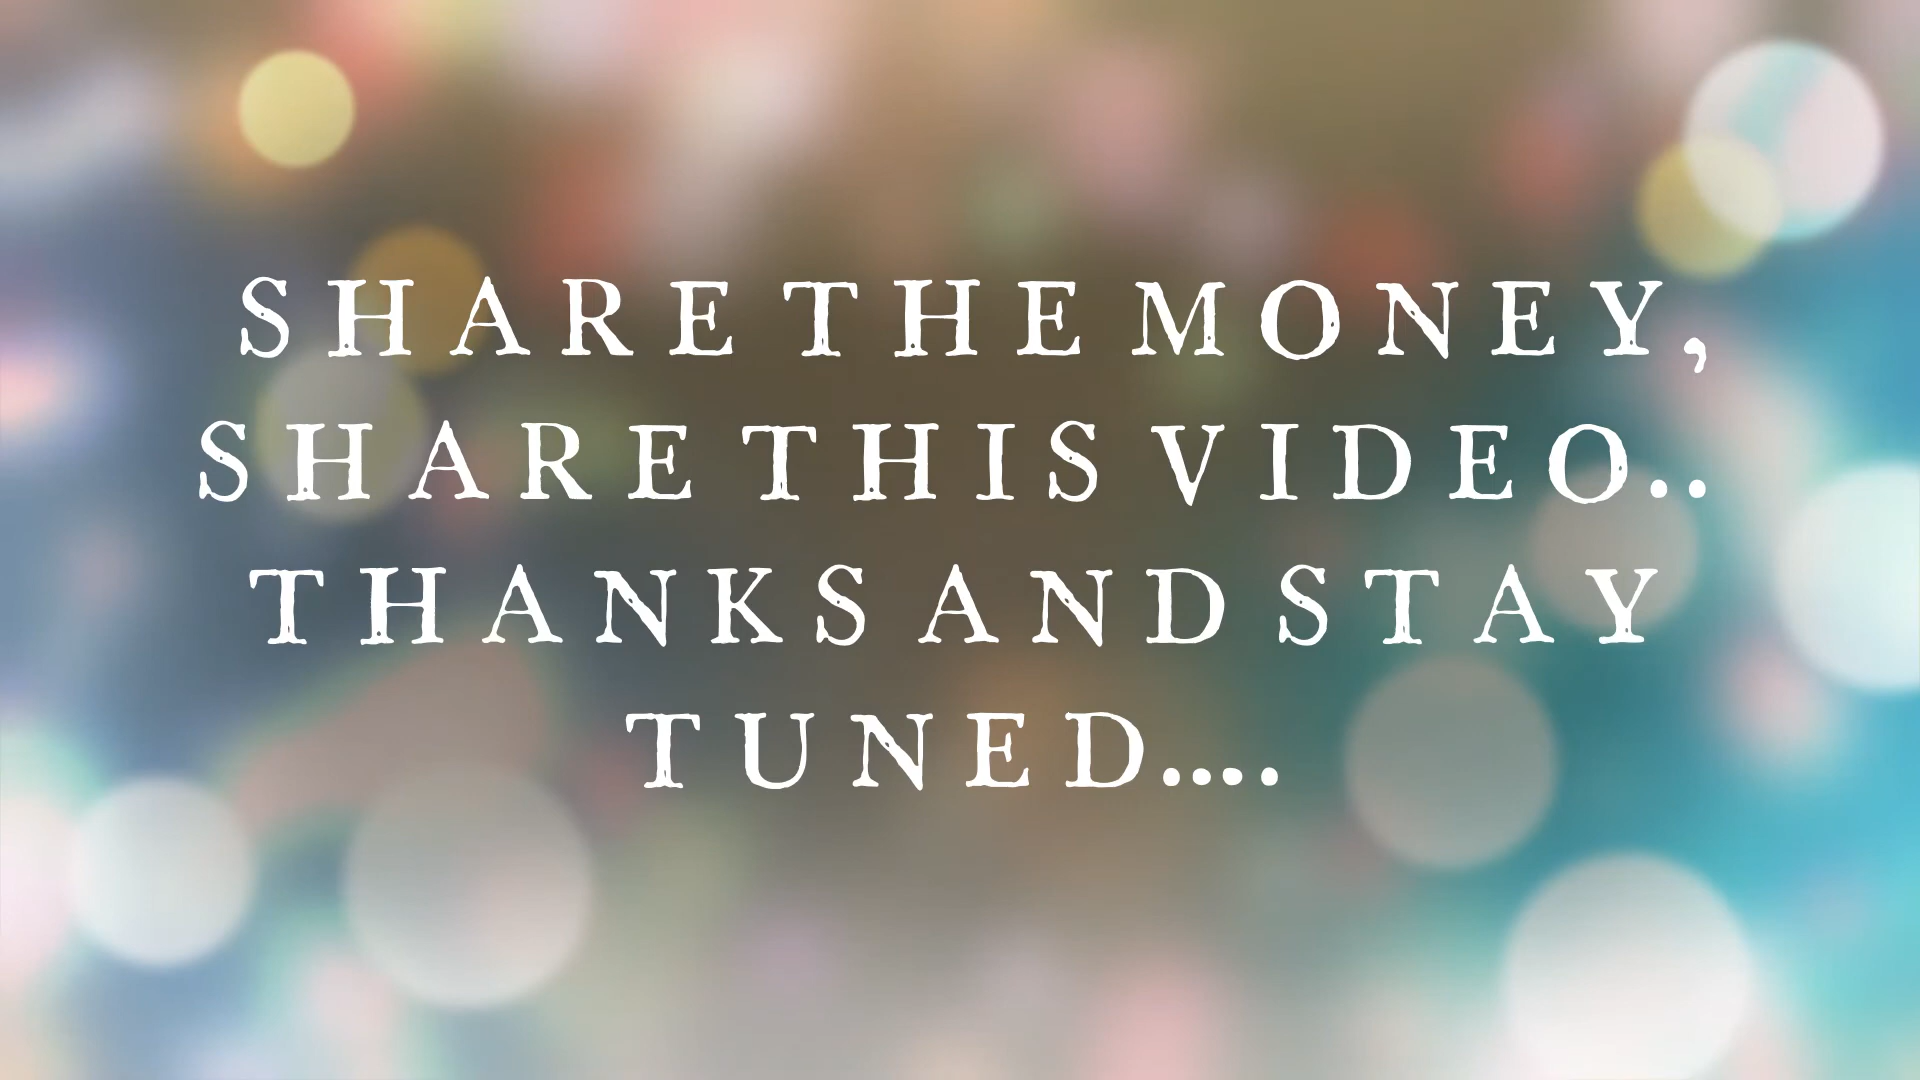 SHARE THE MONEY,
SHARE THIS VIDEO..
THANKS AND STAY
TUNED....